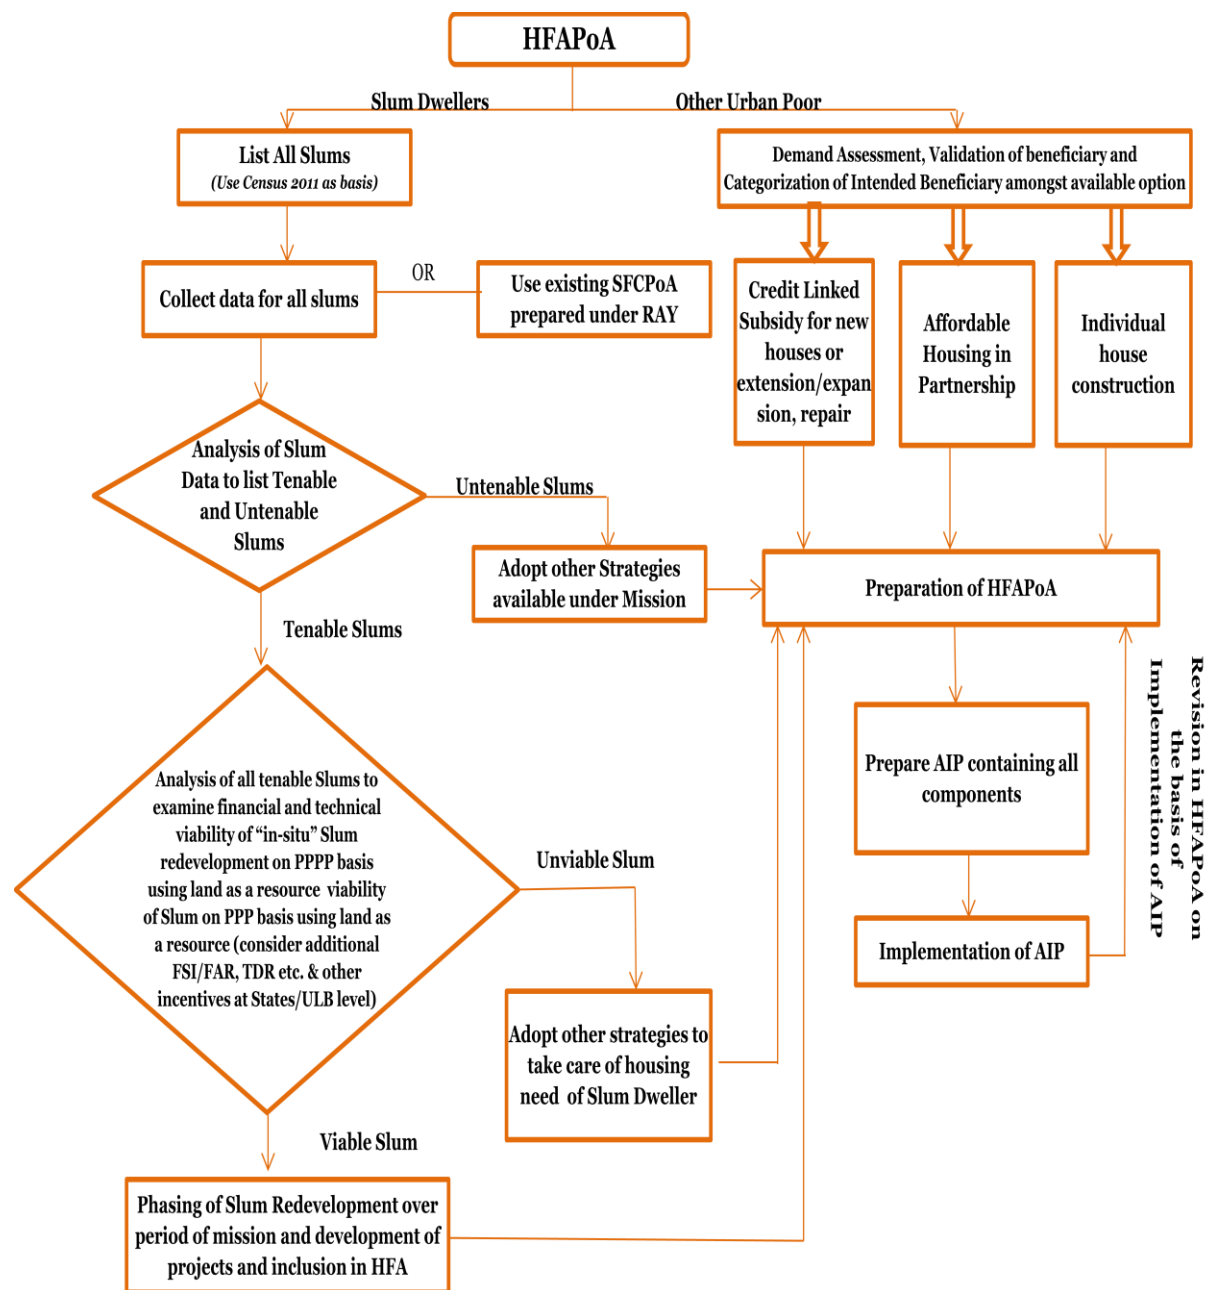 HFAPoA
Slum Dwellers
Other Urban Poor
List All Slums
(Use Census 2011 as basis)
Demand Assessment, Validation of beneficiary and
Categorization of Intended Beneficiary amongst available option
Collect data for all slums
OR
Use existing SFCPoA
prepared under RAY
Credit Linked
Subsidy for new
houses or
extension/expan
sion, repair
Affordable
Housing in
Partnership
Individual
house
construction
Analysis of Slum
Data to list Tenable
and Untenable
Slums
Untenable Slums
Adopt other Strategies
available under Mission
Preparation of HFAPoA
Tenable Slums
Analysis of all tenable Slums to
examine financial and technical
viability of “in-situ” Slum
redevelopment on PPPP basis
using land as a resource viability
of Slum on PPP basis using land as
a resource (consider additional
FSI/FAR, TDR etc. & other
incentives at States/ULB level)
Unviable Slum
Prepare AIP containing all
components
Revision in HFAPoA on
the basis of
Implementation of AIP
Implementation of AIP
Adopt other strategies to
take care of housing
need of Slum Dweller
Viable Slum
Phasing of Slum Redevelopment over
period of mission and development of
projects and inclusion in HFA